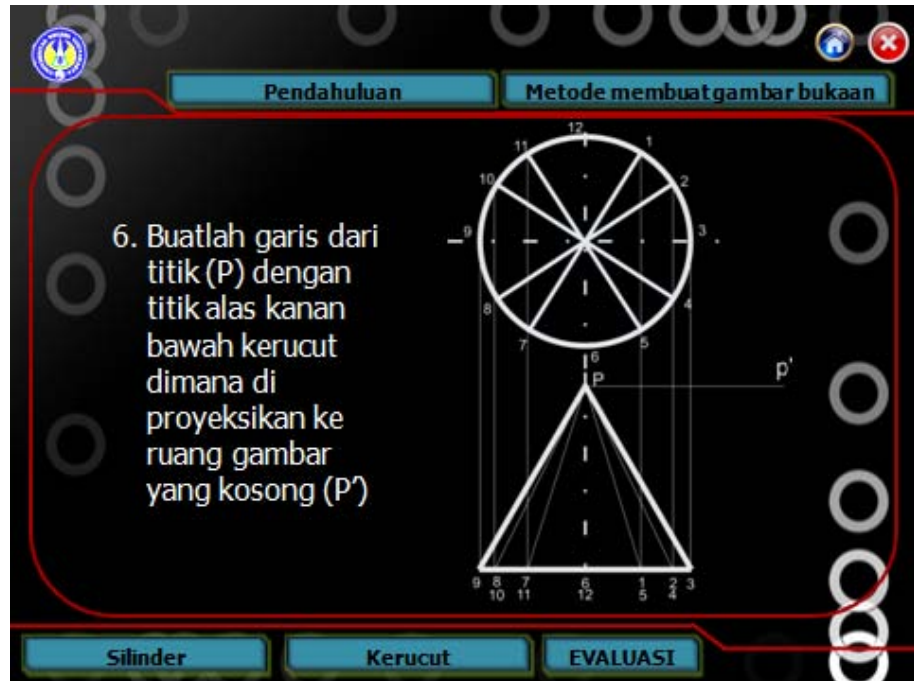 Pendahuluan
Metode membuat gambar bukaan
6. Buatlah garis dari
titik (P) dengan
titik alas kanan
bawah kerucut
dimana di
proyeksikan ke
ruang gambar
yang kosong (P')
12
11
1
10
2
9
3
8
4
7
5
6
P
p'
9 8 7 6 1 2 3
10 11 12 5 4
Silinder
Kerucut
EVALUASI